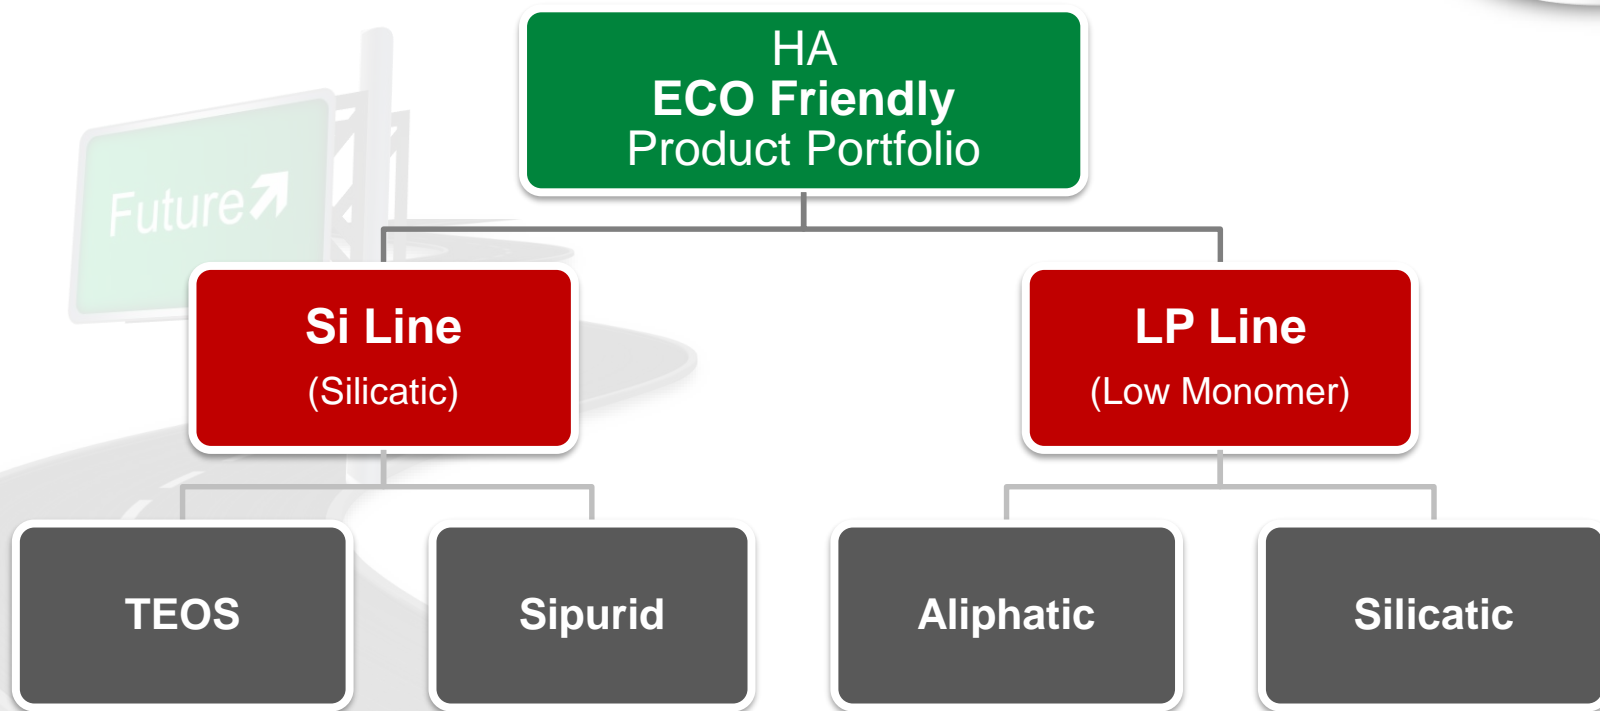 HA
ECO Friendly
Product Portfolio
Future
Si Line
(Silicatic)
LP Line
(Low Monomer)
TEOS
Sipurid
Aliphatic
Silicatic